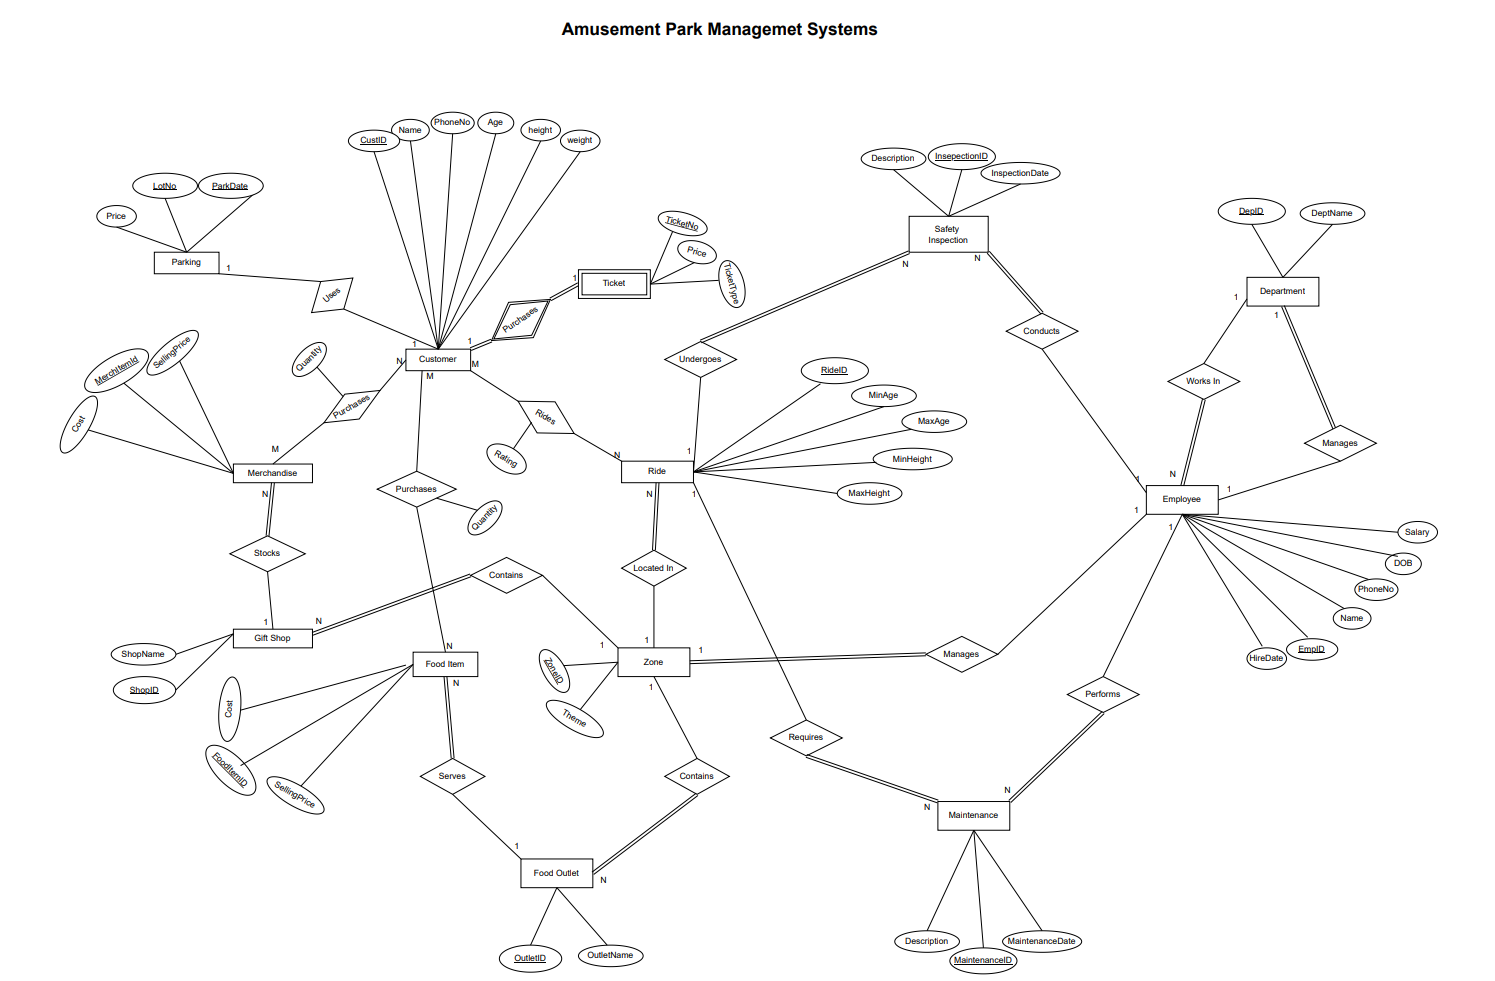 Amusement Park Managemet Systems
CustID
Name
PhoneNo
Age
height
weight
Description
InsepectionID
InspectionDate
LotNo
ParkDate
Price
Parking
1
Uses
TicketNo
Price
TicketType
Ticket
1
Purchases
1
1
Customer
N
M
M
Safety
Inspection
N
N
DepID
DeptName
Department
1
1
Conducts
Undergoes
Works In
Manages
MerchItemId
SellingPrice
Cost
Quantity
Purchases
M
Merchandise
N
Rides
Rating
N
Ride
1
N
1
RideID
MinAge
MaxAge
MinHeight
MaxHeight
Purchases
Quantity
1
N
1
Employee
1
1
Salary
DOB
PhoneNo
Name
EmpID
HireDate
Stocks
Contains
Located In
1
N
Gift Shop
ShopName
ShopID
N
Food Item
N
1
1
1
Zone
1
ZoneID
Theme
Manages
Performs
Cost
FoodItemID
SellingPrice
Serves
Contains
Requires
N
N
Maintenance
1
Food Outlet
N
OutletID
OutletName
Description
MaintenanceID
MaintenanceDate